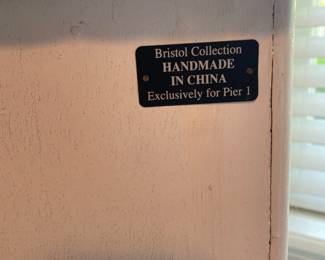 Bristol Collection
HANDMADE
IN CHINA
Exclusively for Pier 1